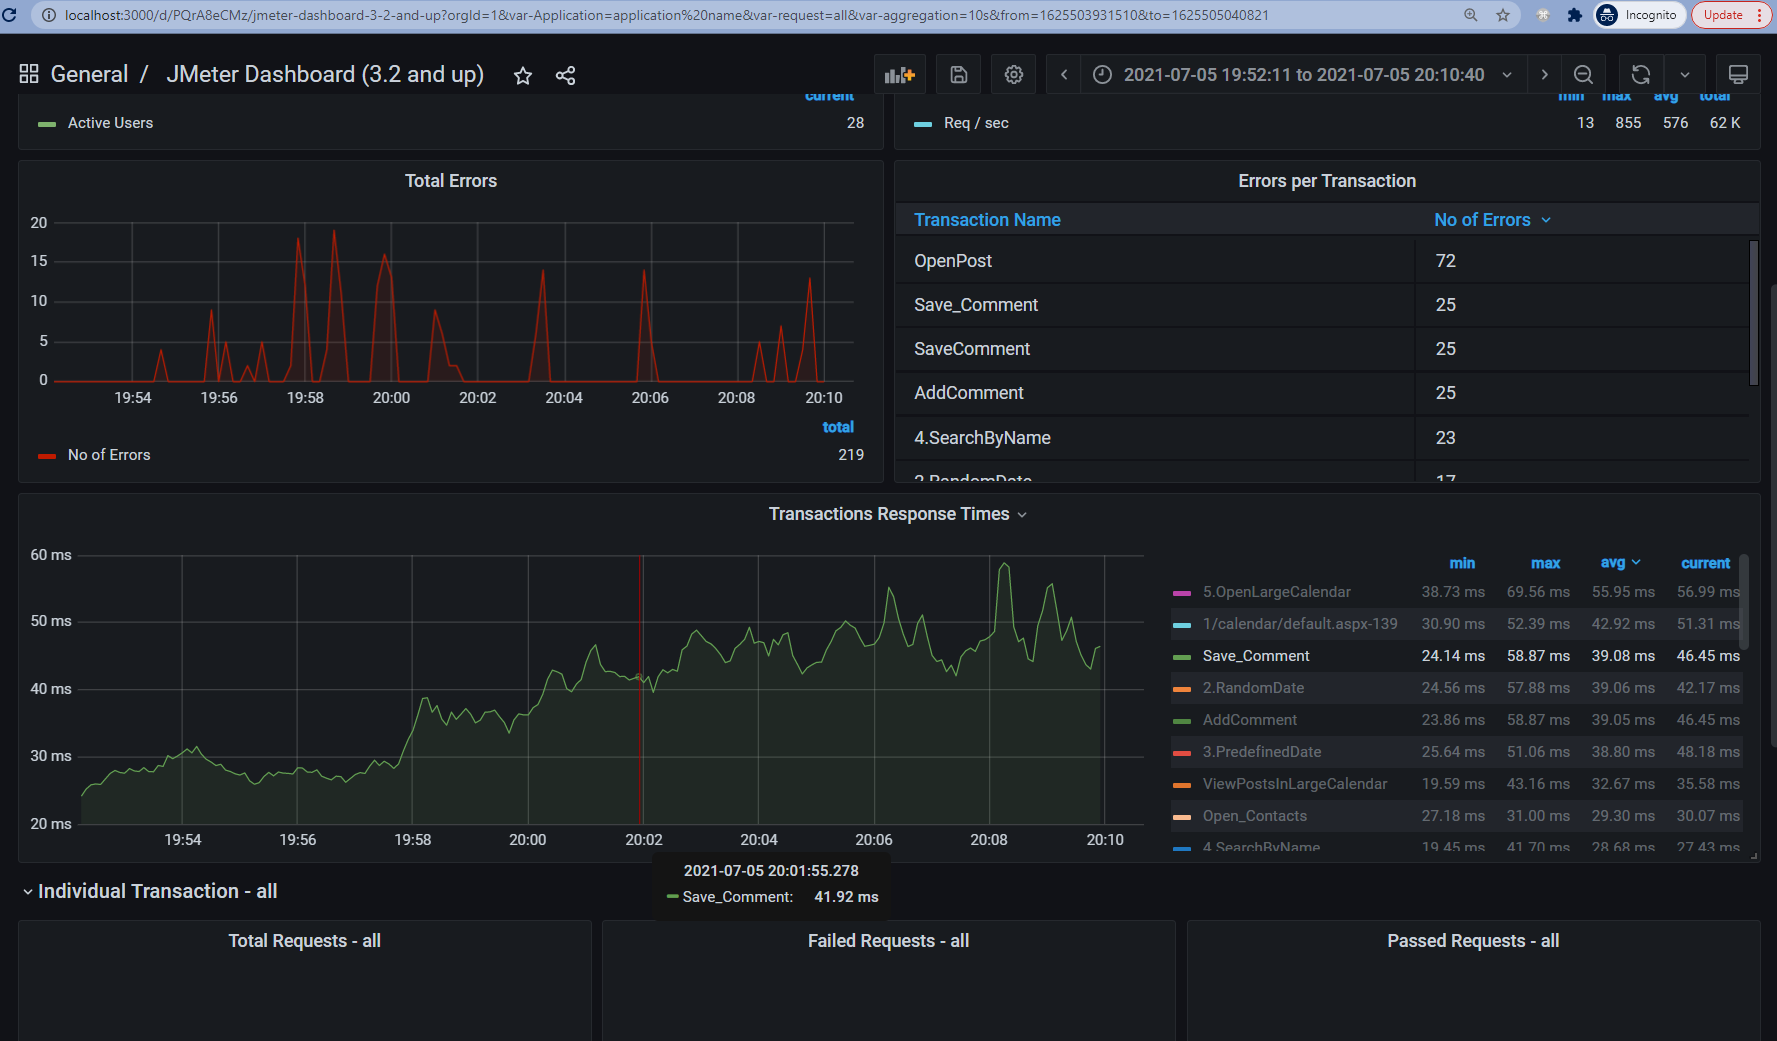 localhost:3000/d/PQrA8eCMz/jmeter-dashboard-3-2-and-up?orgId=1&var-Application=application%20name&var-request=all&var-aggregation=10s&from=1625503931510&to=1625505040821
Incognito
Update
General / JMeter Dashboard (3.2 and up)
2021-07-05 19:52:11 to 2021-07-05 20:10:40
current
Active Users 28
min max avg total
Req / sec 13 855 576 62 K
Total Errors
20
15
10
5
0
19:54 19:56 19:58 20:00 20:02 20:04 20:06 20:08 20:10
total
No of Errors 219
Errors per Transaction
Transaction Name No of Errors
OpenPost 72
Save_Comment 25
SaveComment 25
AddComment 25
4.SearchByName 23
2.RandomDate 17
Transactions Response Times
60 ms
50 ms
40 ms
30 ms
20 ms
19:54 19:56 19:58 20:00 20:02 20:04 20:06 20:08 20:10
min max avg current
5.OpenLargeCalendar 38.73 ms 69.56 ms 55.95 ms 56.99 ms
1/calendar/default.aspx-139 30.90 ms 52.39 ms 42.92 ms 51.31 ms
Save_Comment 24.14 ms 58.87 ms 39.08 ms 46.45 ms
2.RandomDate 24.56 ms 57.88 ms 39.06 ms 42.17 ms
AddComment 23.86 ms 58.87 ms 39.05 ms 46.45 ms
3.PredefinedDate 25.64 ms 51.06 ms 38.80 ms 48.18 ms
ViewPostsInLargeCalendar 19.59 ms 43.16 ms 32.67 ms 35.58 ms
Open_Contacts 27.18 ms 31.00 ms 29.30 ms 30.07 ms
4.SearchByName 19.45 ms 41.70 ms 28.68 ms 27.43 ms
2021-07-05 20:01:55.278
Save_Comment: 41.92 ms
Individual Transaction - all
Total Requests - all
Failed Requests - all
Passed Requests - all